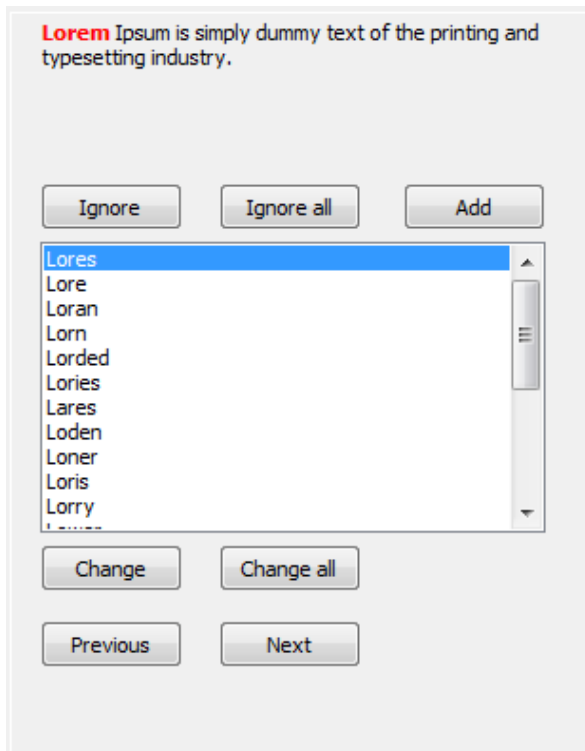 Lorem Ipsum is simply dummy text of the printing and
typesetting industry.
Ignore Ignore all Add
Lores
Lore
Loran
Lorn
Lorded
Lories
Lares
Loden
Loner
Loris
Lorry
Change Change all
Previous Next